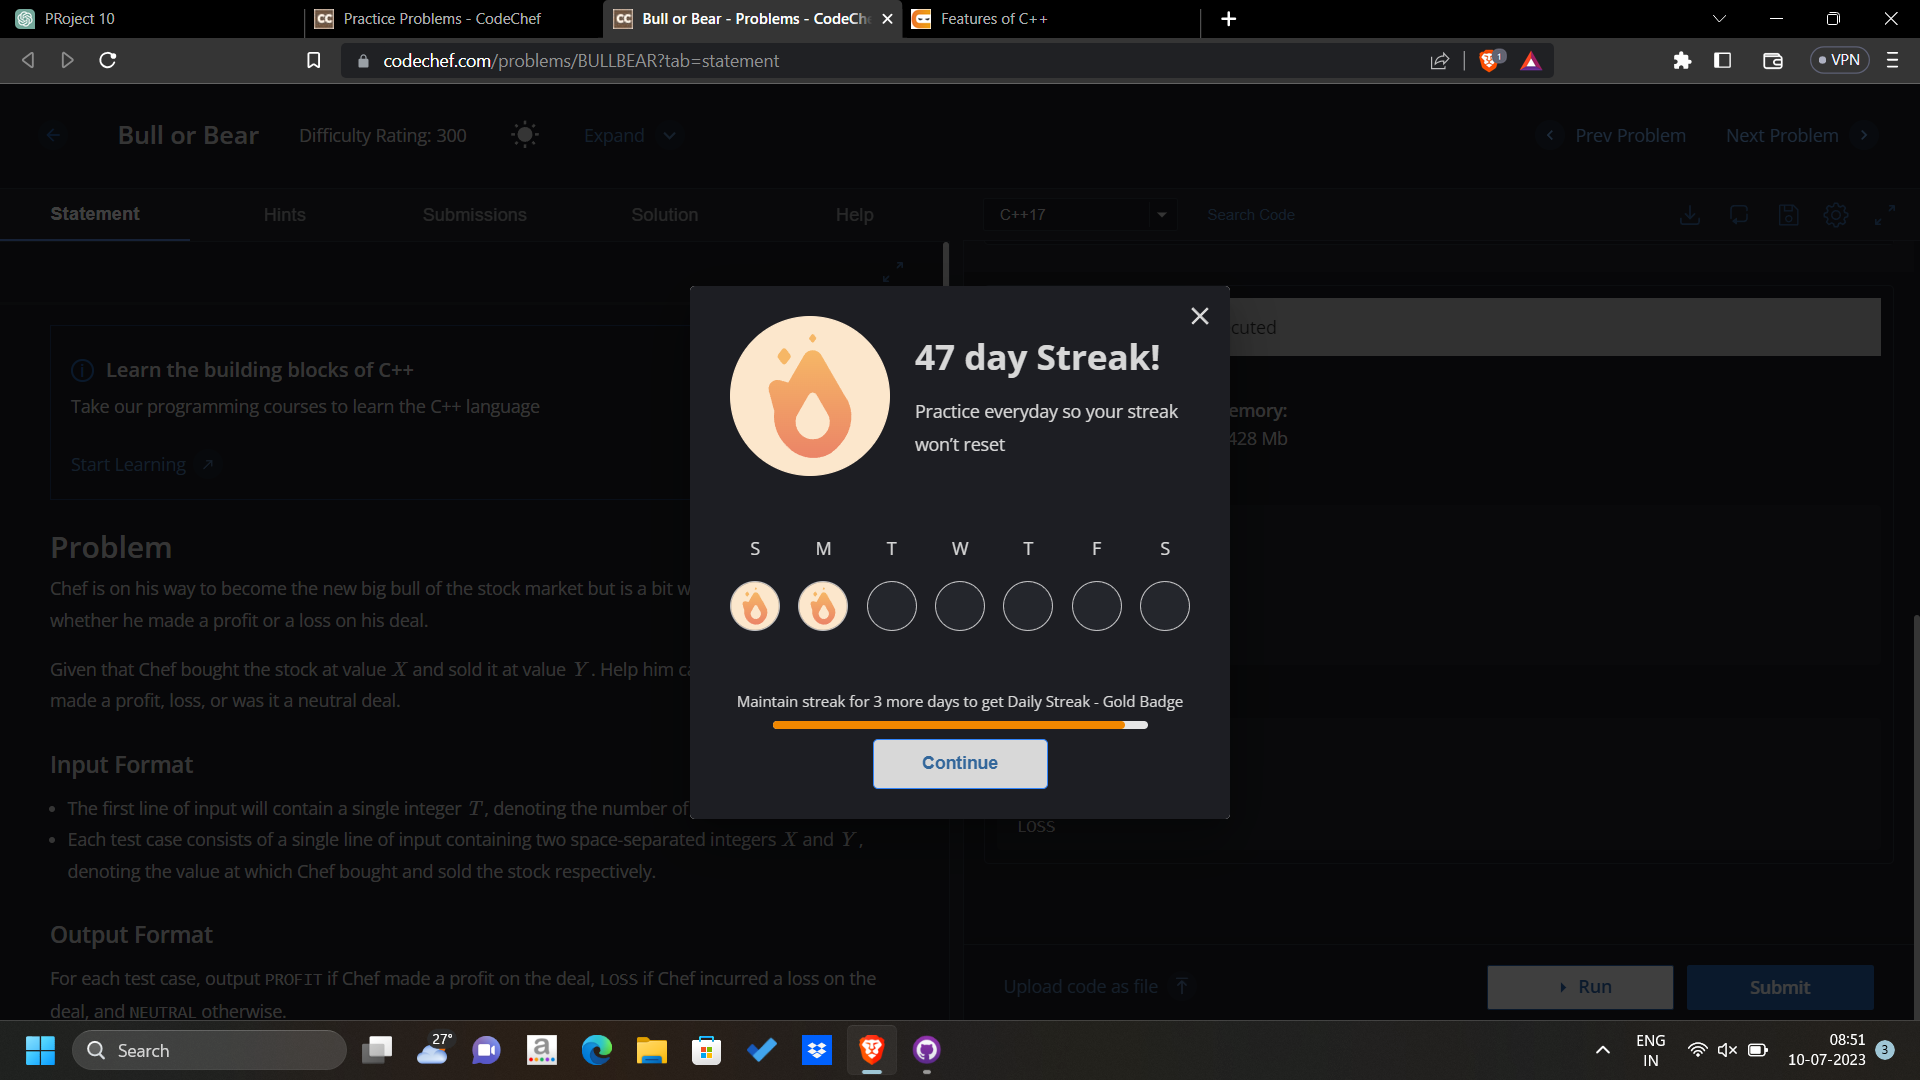 PRoject 10
Practice Problems - CodeChef
Bull or Bear - Problems - CodeChe
Features of C++
codechef.com/problems/BULLBEAR?tab=statement
1
VPN
Bull or Bear
Difficulty Rating: 300
Expand
Prev Problem
Next Problem
Statement
Hints
Submissions
Solution
Help
C++17
Search Code
Learn the building blocks of C++
Take our programming courses to learn the C++ language
Start Learning
Problem
Chef is on his way to become the new big bull of the stock market but is a bit w
whether he made a profit or a loss on his deal.
Given that Chef bought the stock at value X and sold it at value Y. Help him ca
made a profit, loss, or was it a neutral deal.
Input Format
• The first line of input will contain a single integer T, denoting the number of
• Each test case consists of a single line of input containing two space-separated integers X and Y,
denoting the value at which Chef bought and sold the stock respectively.
Output Format
For each test case, output PROFIT if Chef made a profit on the deal, LOSS if Chef incurred a loss on the
deal, and NEUTRAL otherwise.
47 day Streak!
Practice everyday so your streak
won't reset
S M T W T F S
Maintain streak for 3 more days to get Daily Streak - Gold Badge
Continue
cuted
emory:
428 Mb
Loss
Upload code as file
Run
Submit
Search
27°
ENG
IN
08:51
10-07-2023
3